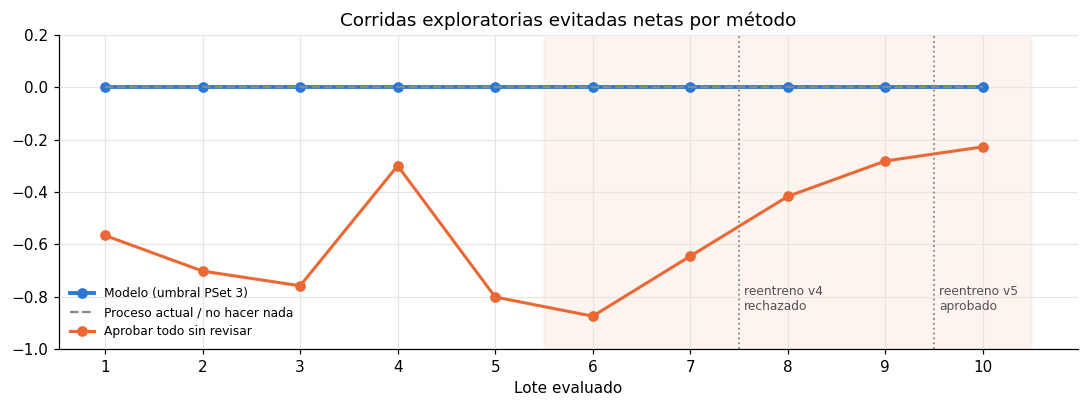 Corridas exploratorias evitadas netas por método
0.2
0.0
−0.2
−0.4
−0.6
−0.8
−1.0
Modelo (umbral PSet 3)
Proceso actual / no hacer nada
Aprobar todo sin revisar
reentreno v4
rechazado
reentreno v5
aprobado
1 2 3 4 5 6 7 8 9 10
Lote evaluado